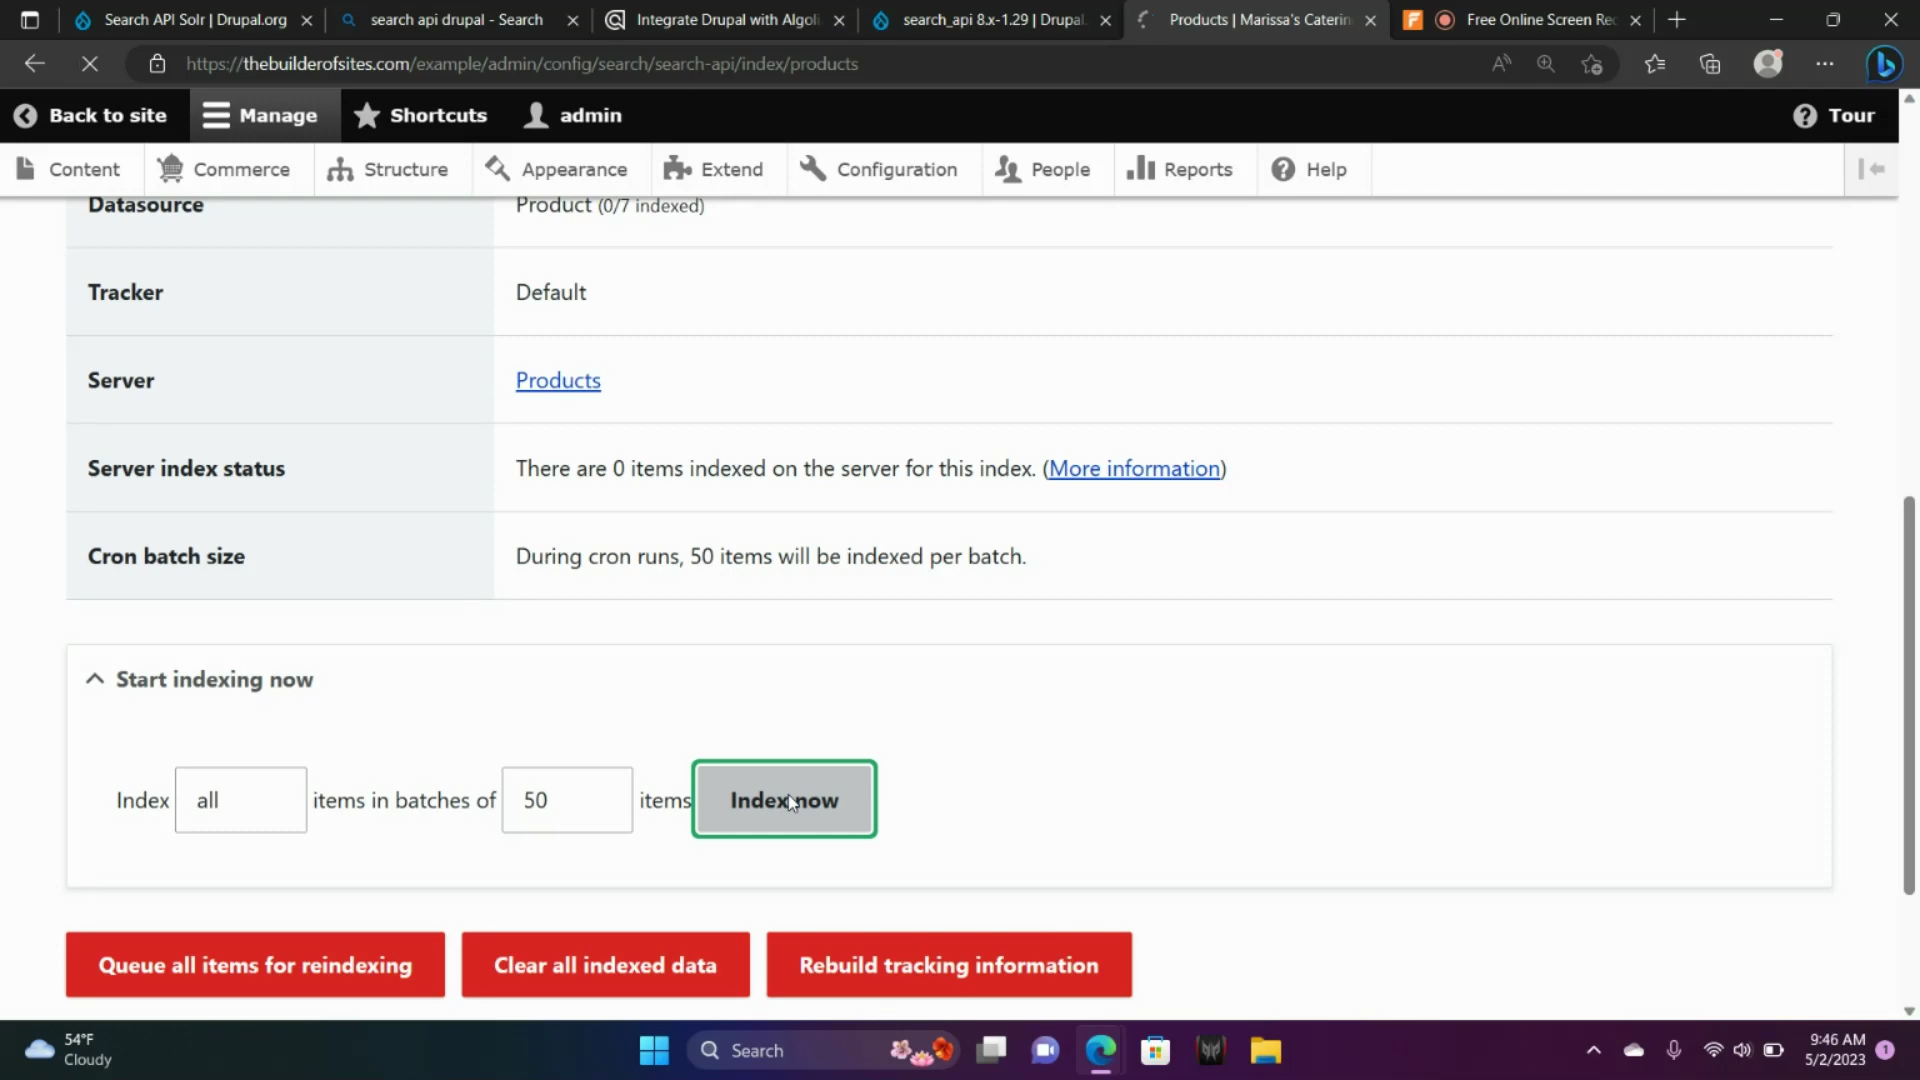 Search API Solr | Drupal.org
search api drupal - Search
Integrate Drupal with Algoli
search_api 8.x-1.29 | Drupal.
Products | Marissa's Caterin
Free Online Screen Rec
https://thebuilderofsites.com/example/admin/config/search/search-api/index/products
Back to site
Manage
Shortcuts
admin
Tour
Content
Commerce
Structure
Appearance
Extend
Configuration
People
Reports
Help
Datasource
Product (0/7 indexed)
Tracker
Default
Server
Products
Server index status
There are 0 items indexed on the server for this index. (More information)
Cron batch size
During cron runs, 50 items will be indexed per batch.
Start indexing now
Index all items in batches of 50 items Index now
Queue all items for reindexing
Clear all indexed data
Rebuild tracking information
54°F
Cloudy
Search
9:46 AM
5/2/2023
1